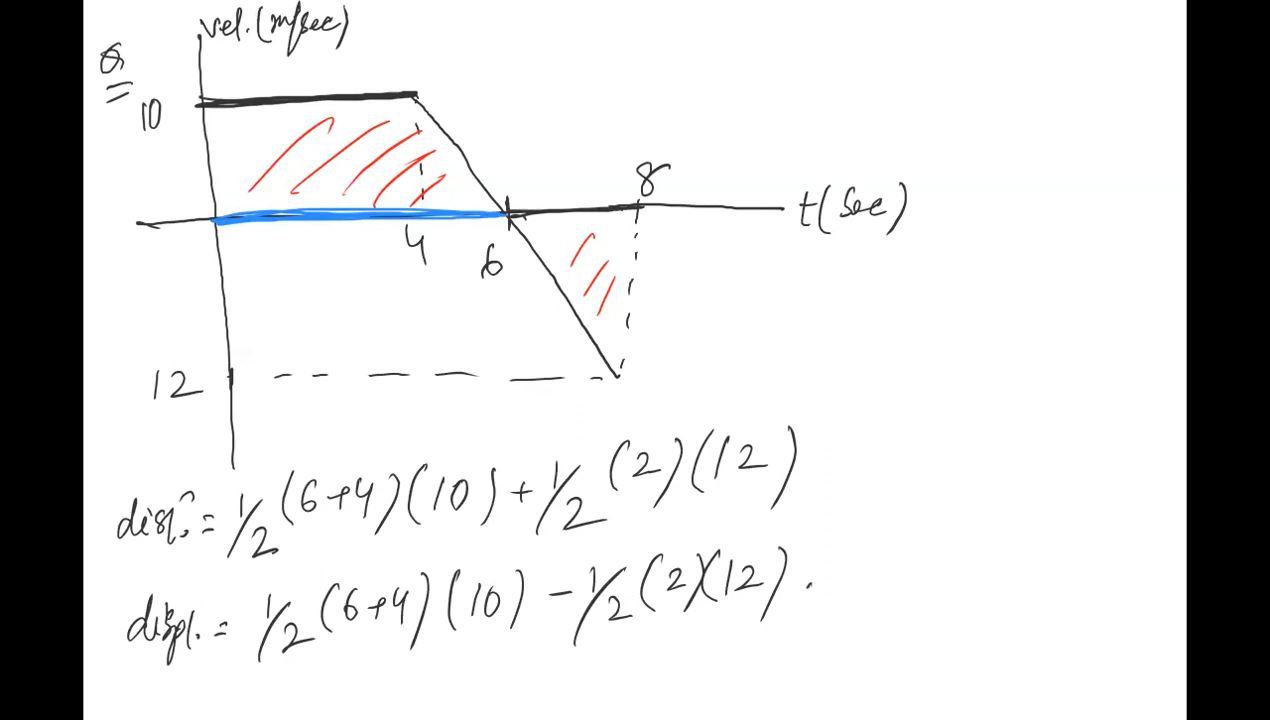 vel.(m/sec)
Q
10
8
t(sec)
4
6
12
dist. = 1/2 (6+4)(10) + 1/2 (2)(12)
displ. = 1/2 (6+4)(10) - 1/2 (2)(12).